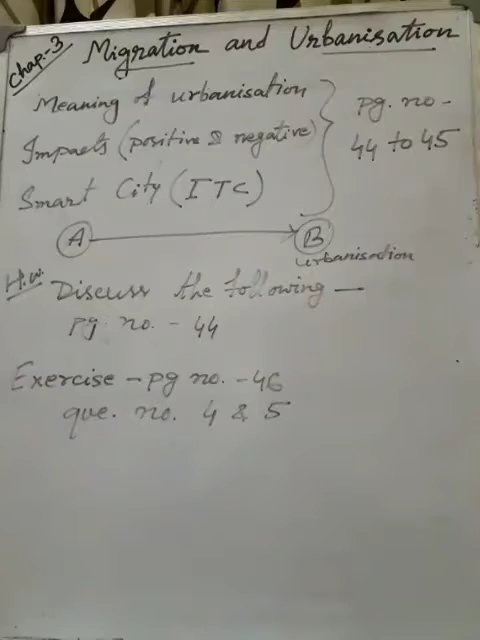 Chap:-3
Migration and Urbanisation
Meaning of urbanisation
Impacts (positive & negative)
Smart City (ITC)
pg. no -
44 to 45
A B
urbanisation
H.W.
Discuss the following —
pg. no. - 44
Exercise - pg no. - 46
que. no. 4 & 5